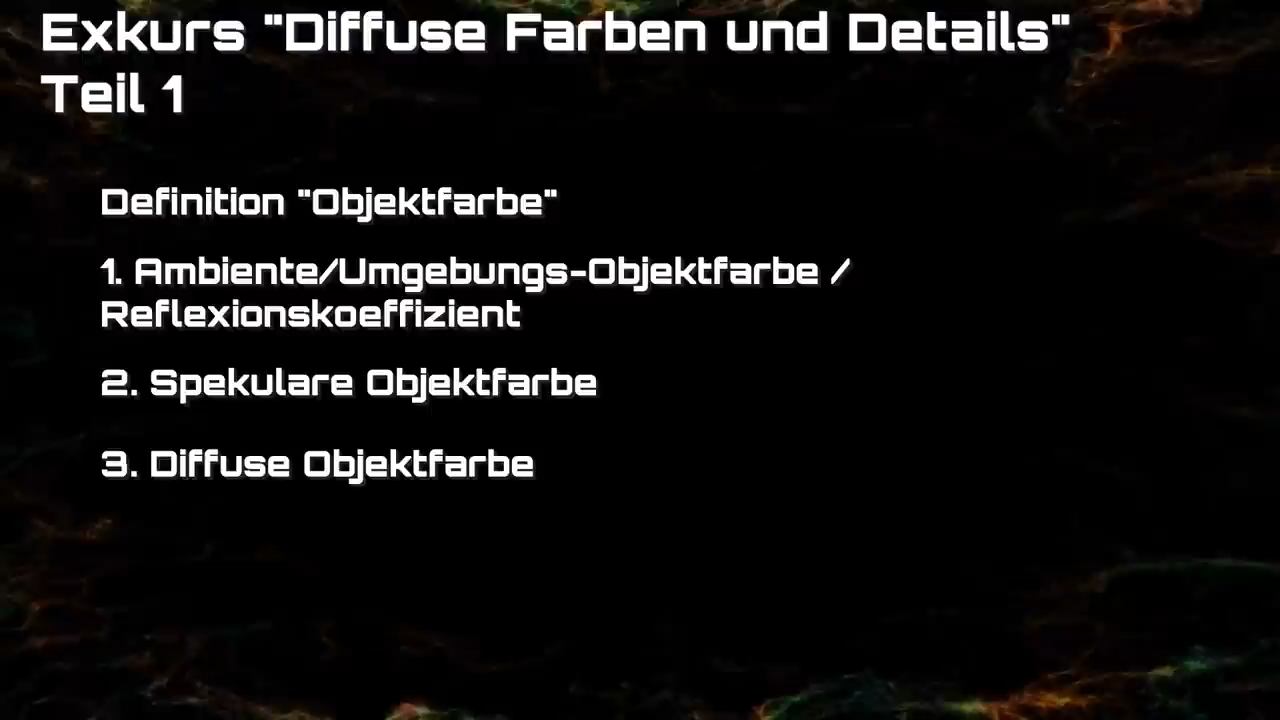 Exkurs "Diffuse Farben und Details"
Teil 1
Definition "Objektfarbe"
1. Ambiente/Umgebungs-Objektfarbe /
Reflexionskoeffizient
2. Spekulare Objektfarbe
3. Diffuse Objektfarbe